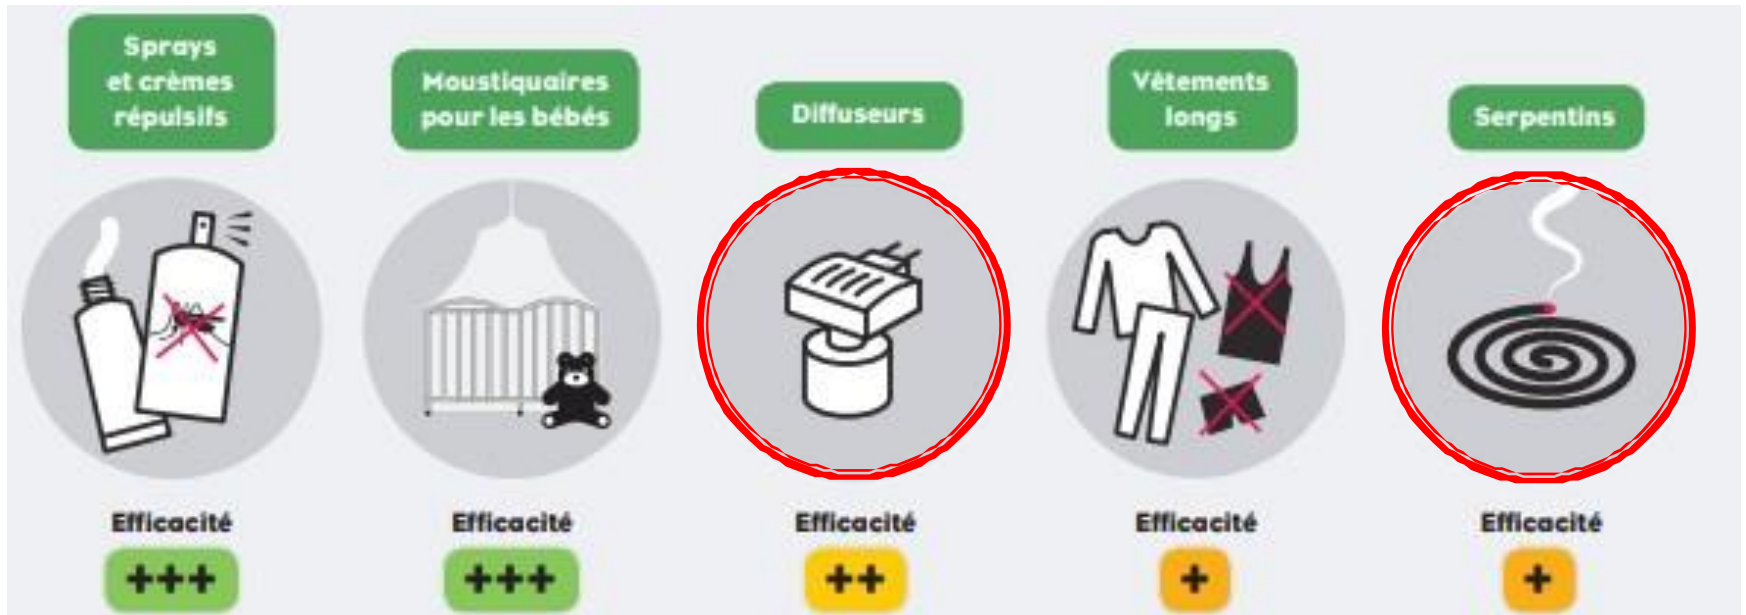 Sprays
et crèmes
répulsifs
Moustiquaires
pour les bébés
Diffuseurs
Vêtements
longs
Serpentins
Efficacité
+++
Efficacité
+++
Efficacité
++
Efficacité
+
Efficacité
+